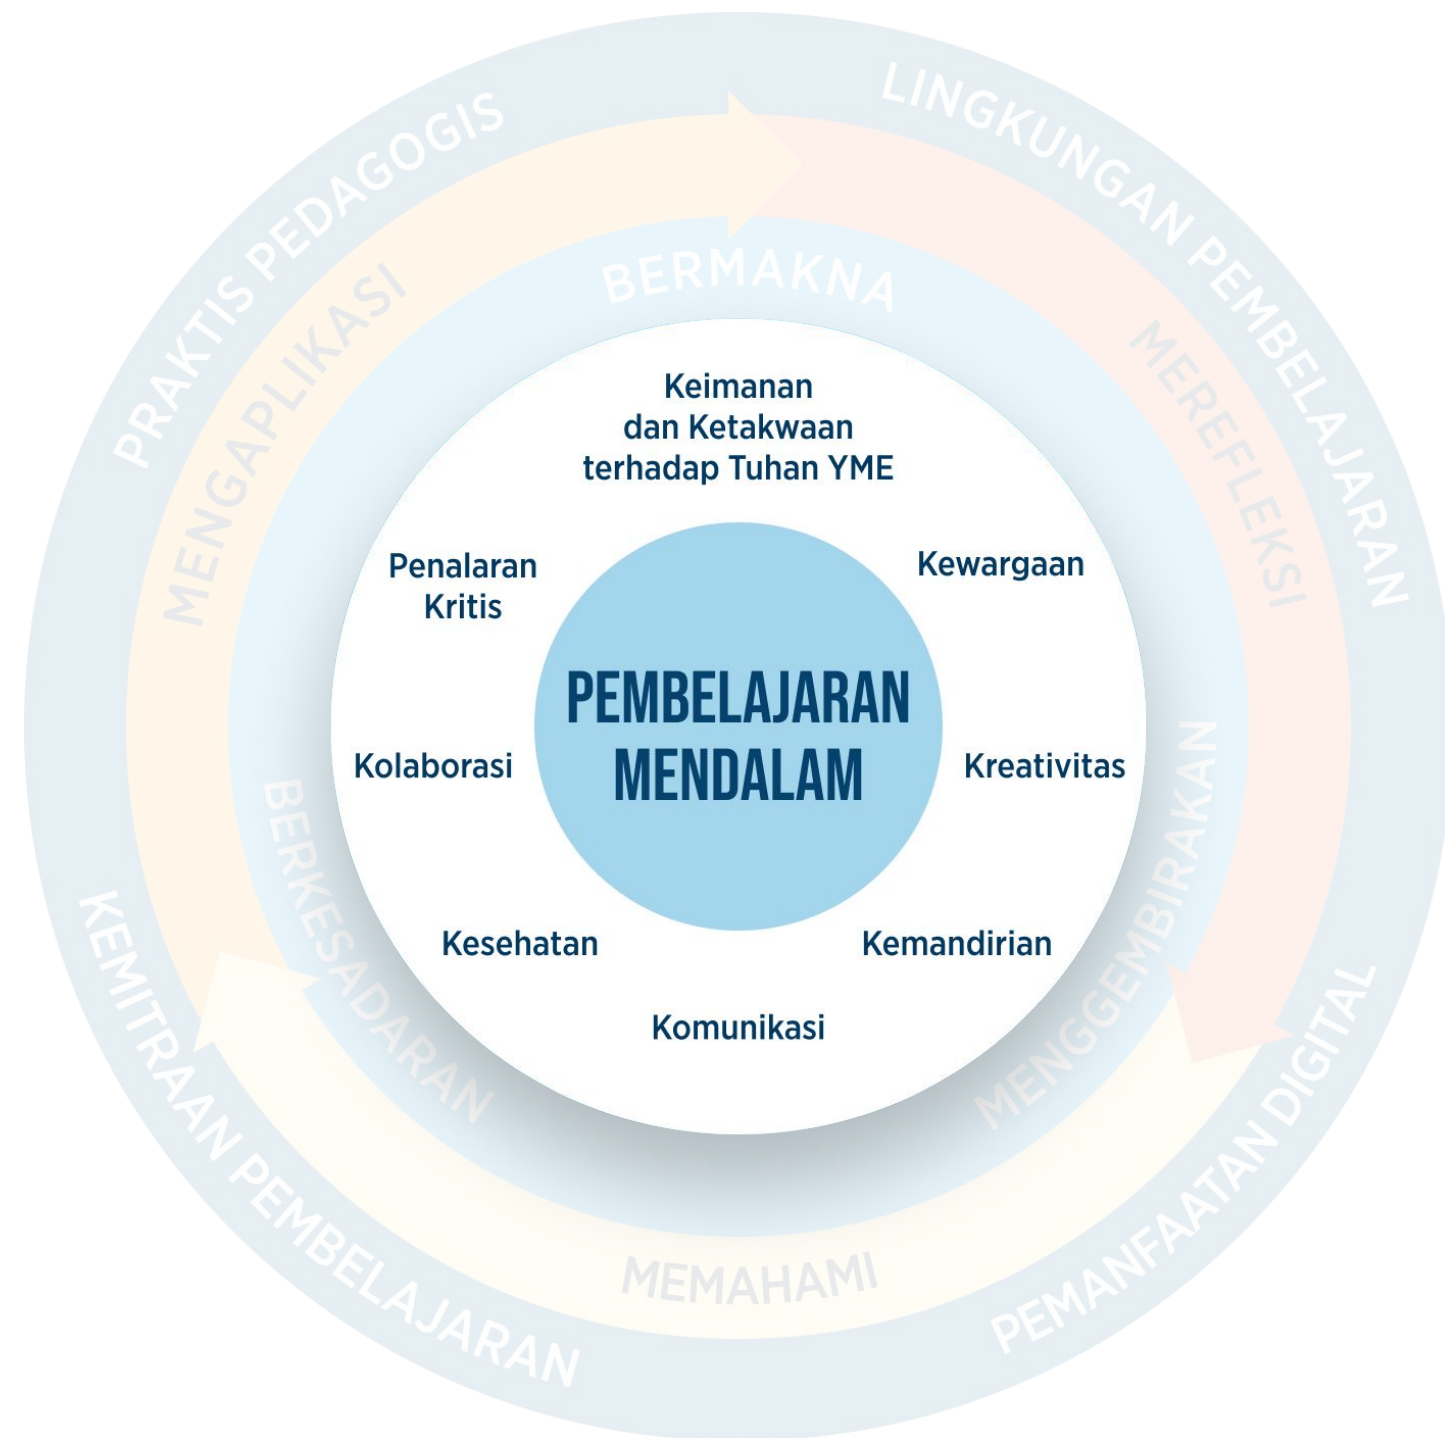 PRAKTIS PEDAGOGIS
LINGKUNGAN PEMBELAJARAN
MENGAPLIKASI
MEREFLEKSI
BERMAKNA
Keimanan
dan Ketakwaan
terhadap Tuhan YME
Penalaran
Kritis
Kewargaan
PEMBELAJARAN
MENDALAM
Kolaborasi
Kreativitas
Kesehatan
Kemandirian
Komunikasi
BERKESADARAN
MENGGEMBIRAKAN
MEMAHAMI
KEMITRAAN PEMBELAJARAN
PEMANFAATAN DIGITAL